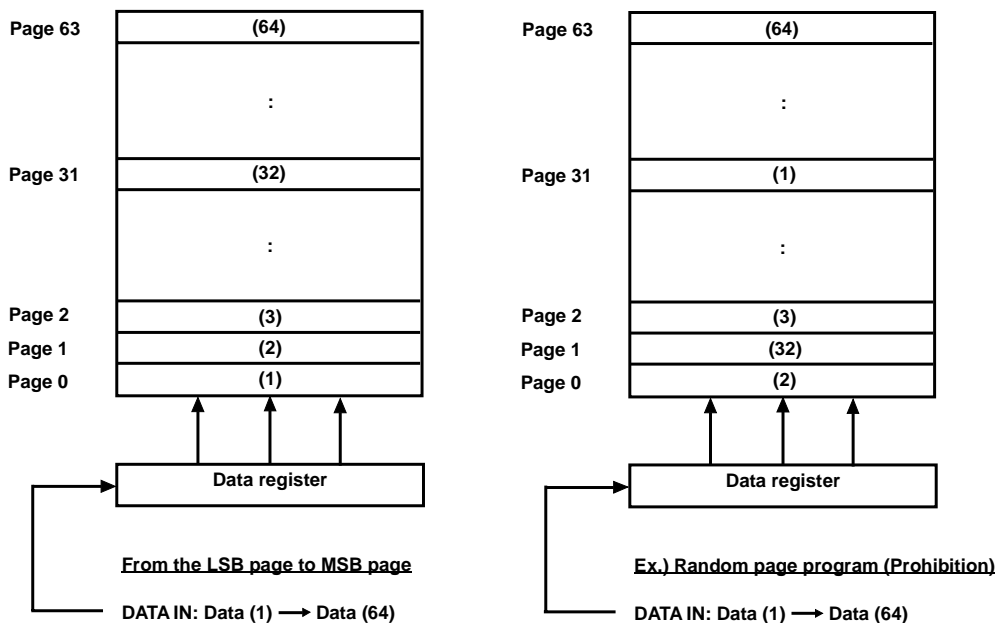 Page 63 (64)
:
Page 31 (32)
:
Page 2 (3)
Page 1 (2)
Page 0 (1)
Data register
From the LSB page to MSB page
DATA IN: Data (1) → Data (64)
Page 63 (64)
:
Page 31 (1)
:
Page 2 (3)
Page 1 (32)
Page 0 (2)
Data register
Ex.) Random page program (Prohibition)
DATA IN: Data (1) → Data (64)